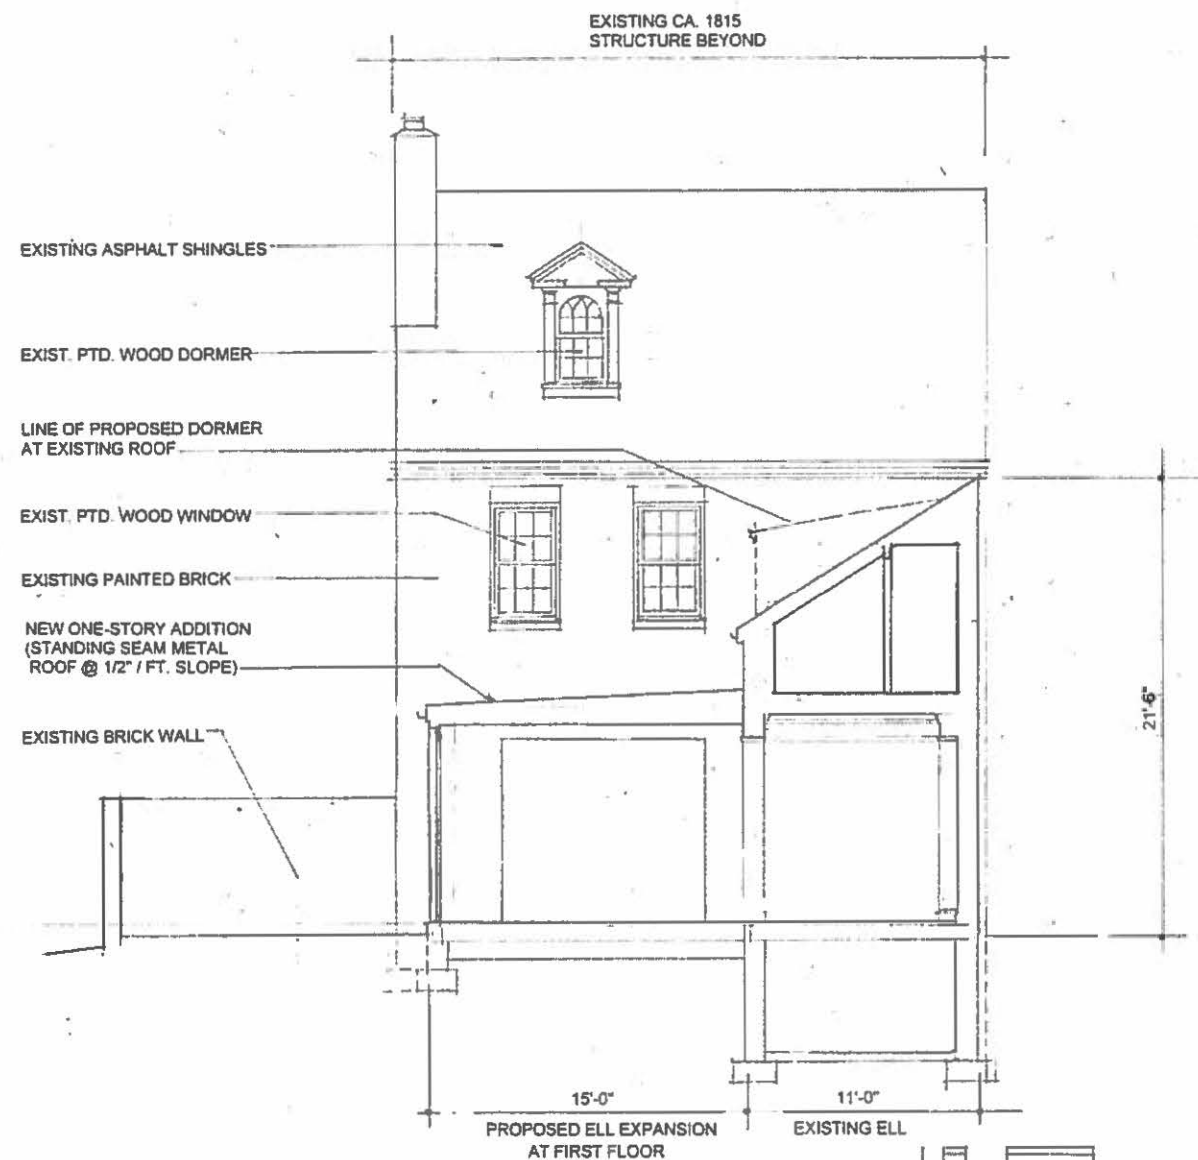 EXISTING CA. 1815
STRUCTURE BEYOND
EXISTING ASPHALT SHINGLES
EXIST. PTD. WOOD DORMER
LINE OF PROPOSED DORMER
AT EXISTING ROOF
EXIST. PTD. WOOD WINDOW
EXISTING PAINTED BRICK
NEW ONE-STORY ADDITION
(STANDING SEAM METAL
ROOF @ 1/2" / FT. SLOPE)
EXISTING BRICK WALL
21'-6"
15'-0"
11'-0"
PROPOSED ELL EXPANSION
AT FIRST FLOOR
EXISTING ELL